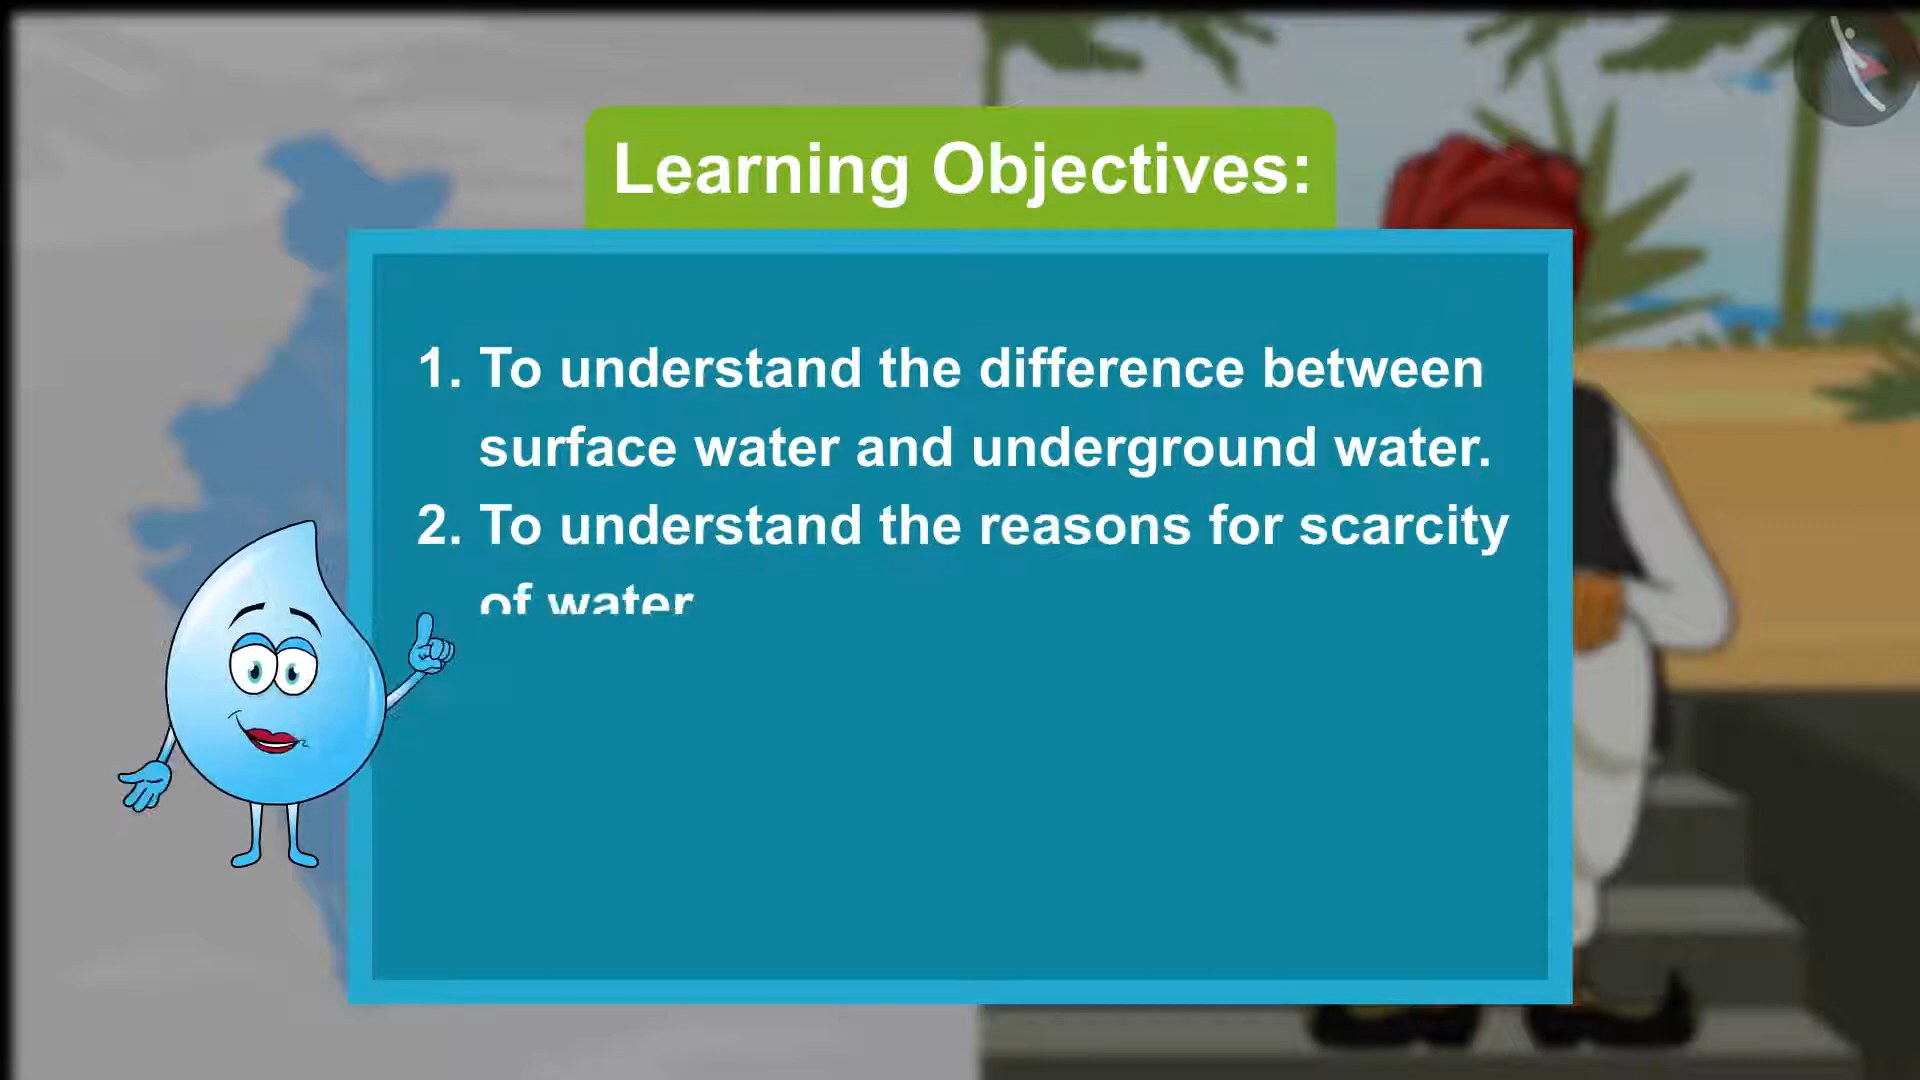 Learning Objectives:
1. To understand the difference between
surface water and underground water.
2. To understand the reasons for scarcity
of water